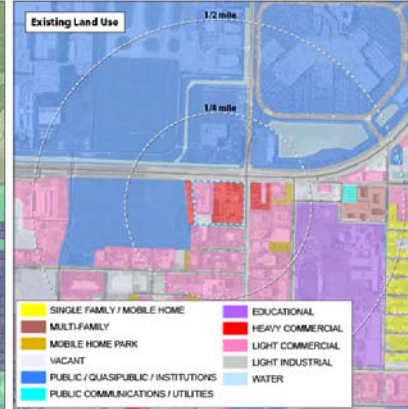 Existing Land Use
1/2 mile
1/4 mile
SINGLE FAMILY / MOBILE HOME
MULTI-FAMILY
MOBILE HOME PARK
VACANT
PUBLIC / QUASIPUBLIC / INSTITUTIONS
PUBLIC COMMUNICATIONS / UTILITIES
EDUCATIONAL
HEAVY COMMERCIAL
LIGHT COMMERCIAL
LIGHT INDUSTRIAL
WATER